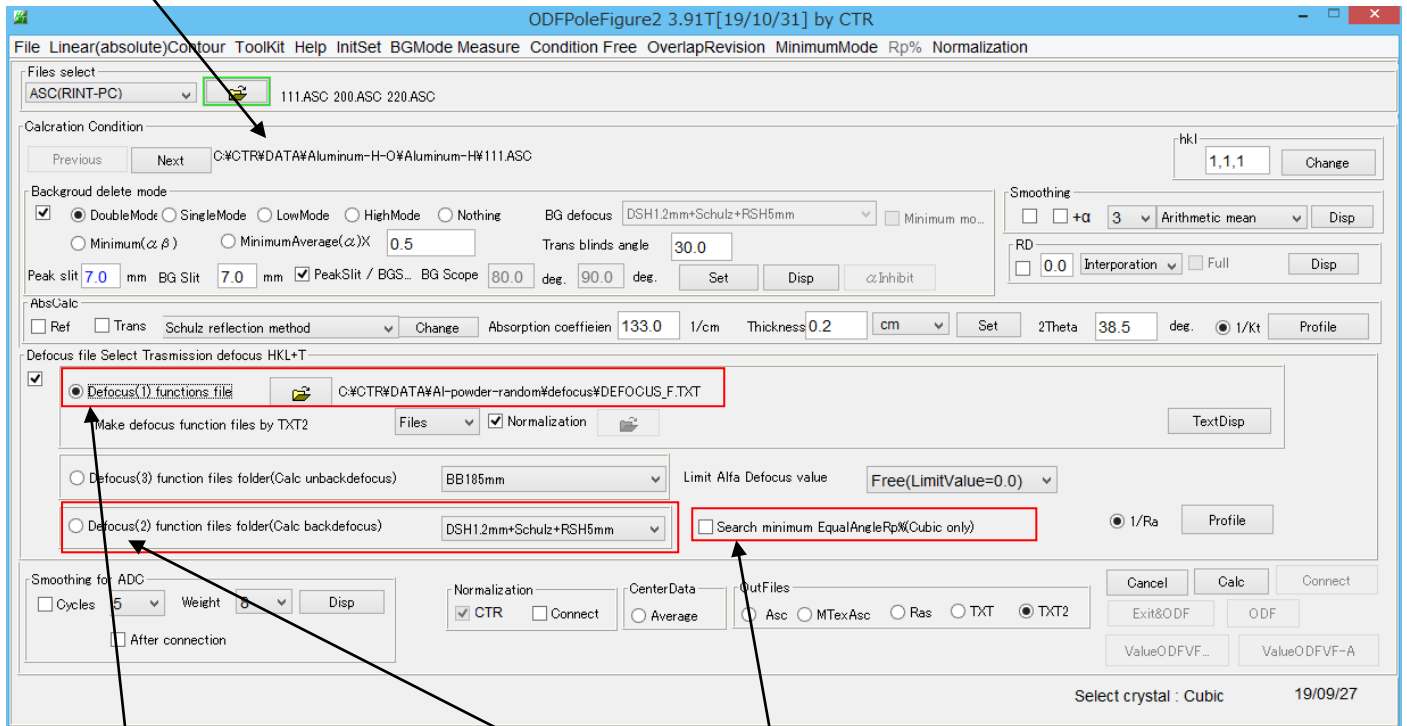 ODFPoleFigure2 3.91T[19/10/31] by CTR
File Linear(absolute)Contour ToolKit Help InitSet BGMode Measure Condition Free OverlapRevision MinimumMode Rp% Normalization
Files select
ASC(RINT-PC) 111.ASC 200.ASC 220.ASC
Calcration Condition
hkl
Previous Next C:¥CTR¥DATA¥Aluminum-H-O¥Aluminum-H¥111.ASC 1,1,1 Change
Backgroud delete mode Smoothing
DoubleMode SingleMode LowMode HighMode Nothing BG defocus DSH1.2mm+Schulz+RSH5mm Minimum mo... +α 3 Arithmetic mean Disp
Minimum(αβ) MinimumAverage(α)X 0.5 Trans blinds angle 30.0
RD
0.0 Interporation Full Disp
Peak slit 7.0 mm BG Slit 7.0 mm PeakSlit / BGS... BG Scope 80.0 deg. 90.0 deg. Set Disp αInhibit
AbsCalc
Ref Trans Schulz reflection method Change Absorption coeffieien 133.0 1/cm Thickness 0.2 cm Set 2Theta 38.5 deg. 1/Kt Profile
Defocus file Select Trasmission defocus HKL+T
Defocus(1) functions file C:¥CTR¥DATA¥Al-powder-random¥defocus¥DEFOCUS_F.TXT
Make defocus function files by TXT2 Files Normalization TextDisp
Defocus(3) function files folder(Calc unbackdefocus) BB185mm Limit Alfa Defocus value Free(LimitValue=0.0)
Defocus(2) function files folder(Calc backdefocus) DSH1.2mm+Schulz+RSH5mm Search minimum EqualAngleRp%(Cubic only) 1/Ra Profile
Smoothing for ADC Normalization CenterData OutFiles
Cancel Calc Connect
Cycles 5 Weight 8 Disp CTR Connect Average Asc MTexAsc Ras TXT TXT2
Exit&ODF ODF
After connection
ValueODFVF... ValueODFVF-A
Select crystal : Cubic 19/09/27